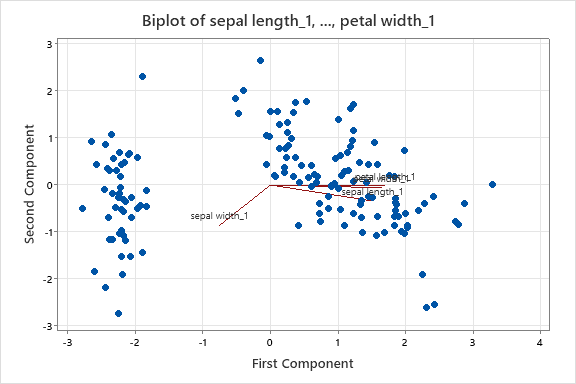 Biplot of sepal length_1, ..., petal width_1
3
2
1
0
-1
-2
-3
Second Component
petal length_1
sepal length_1
sepal width_1
-3
-2
-1
0
1
2
3
4
First Component